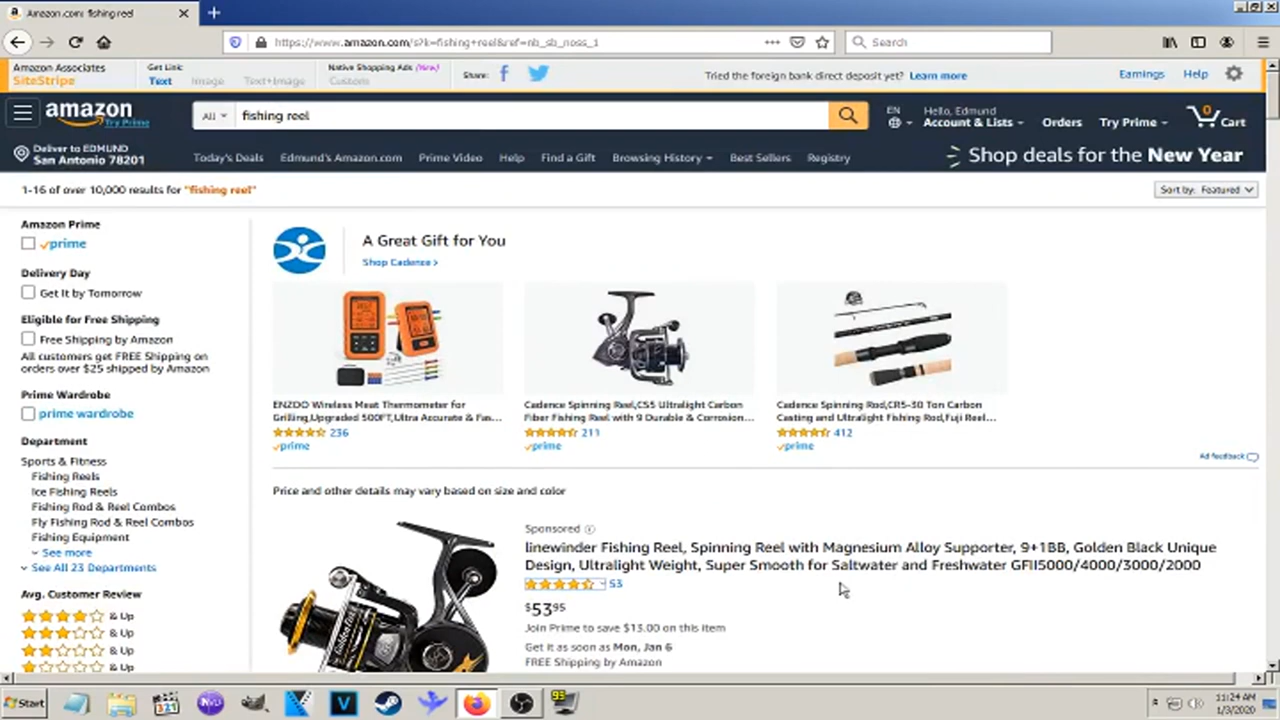 Amazon.com: fishing reel
https://www.amazon.com/s?k=fishing+reel&ref=nb_sb_noss_1
Search
Amazon Associates
SiteStripe
Get Link:
Text
Image
Text+Image
Native Shopping Ads (New)
Custom
Share:
Tried the foreign bank direct deposit yet? Learn more
Earnings
Help
amazon
Try Prime
All
fishing reel
EN
Hello, Edmund
Account & Lists
Orders
Try Prime
0
Cart
Deliver to EDMUND
San Antonio 78201
Today's Deals
Edmund's Amazon.com
Prime Video
Help
Find a Gift
Browsing History
Best Sellers
Registry
Shop deals for the New Year
1-16 of over 10,000 results for "fishing reel"
Sort by: Featured
Amazon Prime
prime
Delivery Day
Get It by Tomorrow
Eligible for Free Shipping
Free Shipping by Amazon
All customers get FREE Shipping on
orders over $25 shipped by Amazon
Prime Wardrobe
prime wardrobe
Department
Sports & Fitness
Fishing Reels
Ice Fishing Reels
Fishing Rod & Reel Combos
Fly Fishing Rod & Reel Combos
Fishing Equipment
See more
See All 23 Departments
Avg. Customer Review
& Up
& Up
& Up
& Up
A Great Gift for You
Shop Cadence >
ENZOO Wireless Meat Thermometer for
Grilling,Upgraded 500FT,Ultra Accurate & Fas...
236
prime
Cadence Spinning Reel,CS5 Ultralight Carbon
Fiber Fishing Reel with 9 Durable & Corrosion...
211
prime
Cadence Spinning Rod,CR5-30 Ton Carbon
Casting and Ultralight Fishing Rod,Fuji Reel...
412
prime
Ad feedback
Price and other details may vary based on size and color
Sponsored
linewinder Fishing Reel, Spinning Reel with Magnesium Alloy Supporter, 9+1BB, Golden Black Unique
Design, Ultralight Weight, Super Smooth for Saltwater and Freshwater GFII5000/4000/3000/2000
53
$53.95
Join Prime to save $13.00 on this item
Get it as soon as Mon, Jan 6
FREE Shipping by Amazon
Start
11:24 AM
1/3/2020